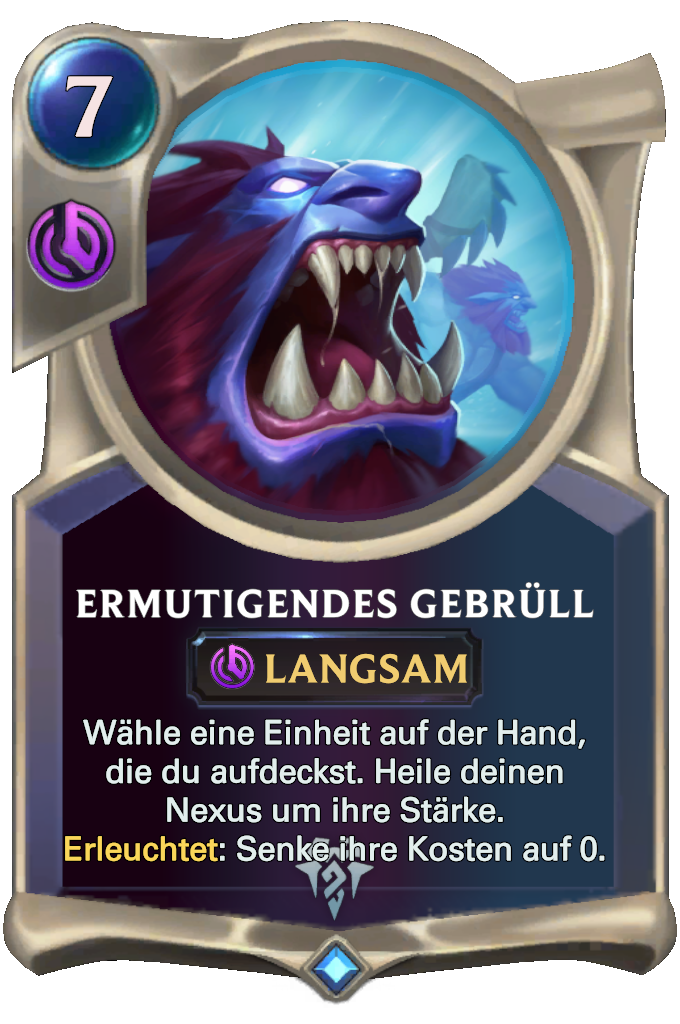 7
ERMUTIGENDES GEBRÜLL
LANGSAM
Wähle eine Einheit auf der Hand,
die du aufdeckst. Heile deinen
Nexus um ihre Stärke.
Erleuchtet: Senke ihre Kosten auf 0.